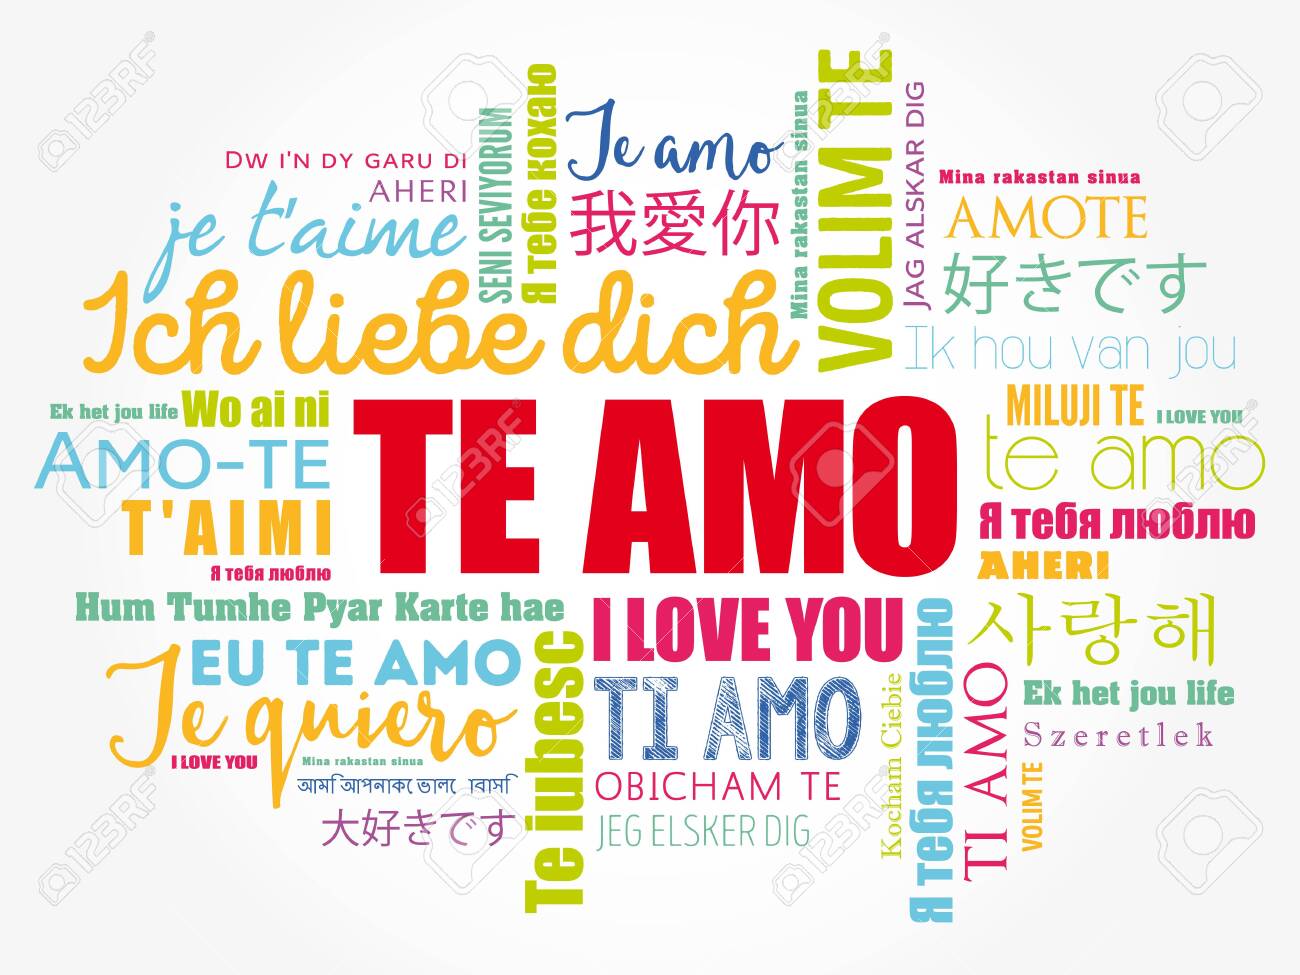 DW I'N DY GARU DI
AHERI
je t'aime
SENI SEVIYORUM
Я тебе кохаю
Te amo
我愛你
Mina rakastan sinua
VOLIM TE
JAG ALSKAR DIG
Mina rakastan sinua
AMOTE
好きです
Ich liebe dich
Ik hou van jou
Ek het jou life
Wo ai ni
AMO-TE
T'AIMI
Я тебя люблю
TE AMO
MILUJI TE
I LOVE YOU
te amo
Я тебя люблю
AHERI
Hum Tumhe Pyar Karte hae
I LOVE YOU
사랑해
EU TE AMO
Te quiero
I LOVE YOU
Mina rakastan sinua
Te iubesc
TI AMO
Kocham Ciebie
Я тебя люблю
TI AMO
Ek het jou life
Szeretlek
VOLIM TE
OBICHAM TE
大好きです
JEG ELSKER DIG
123RF